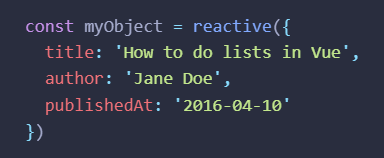 const myObject = reactive({
  title: 'How to do lists in Vue',
  author: 'Jane Doe',
  publishedAt: '2016-04-10'
})